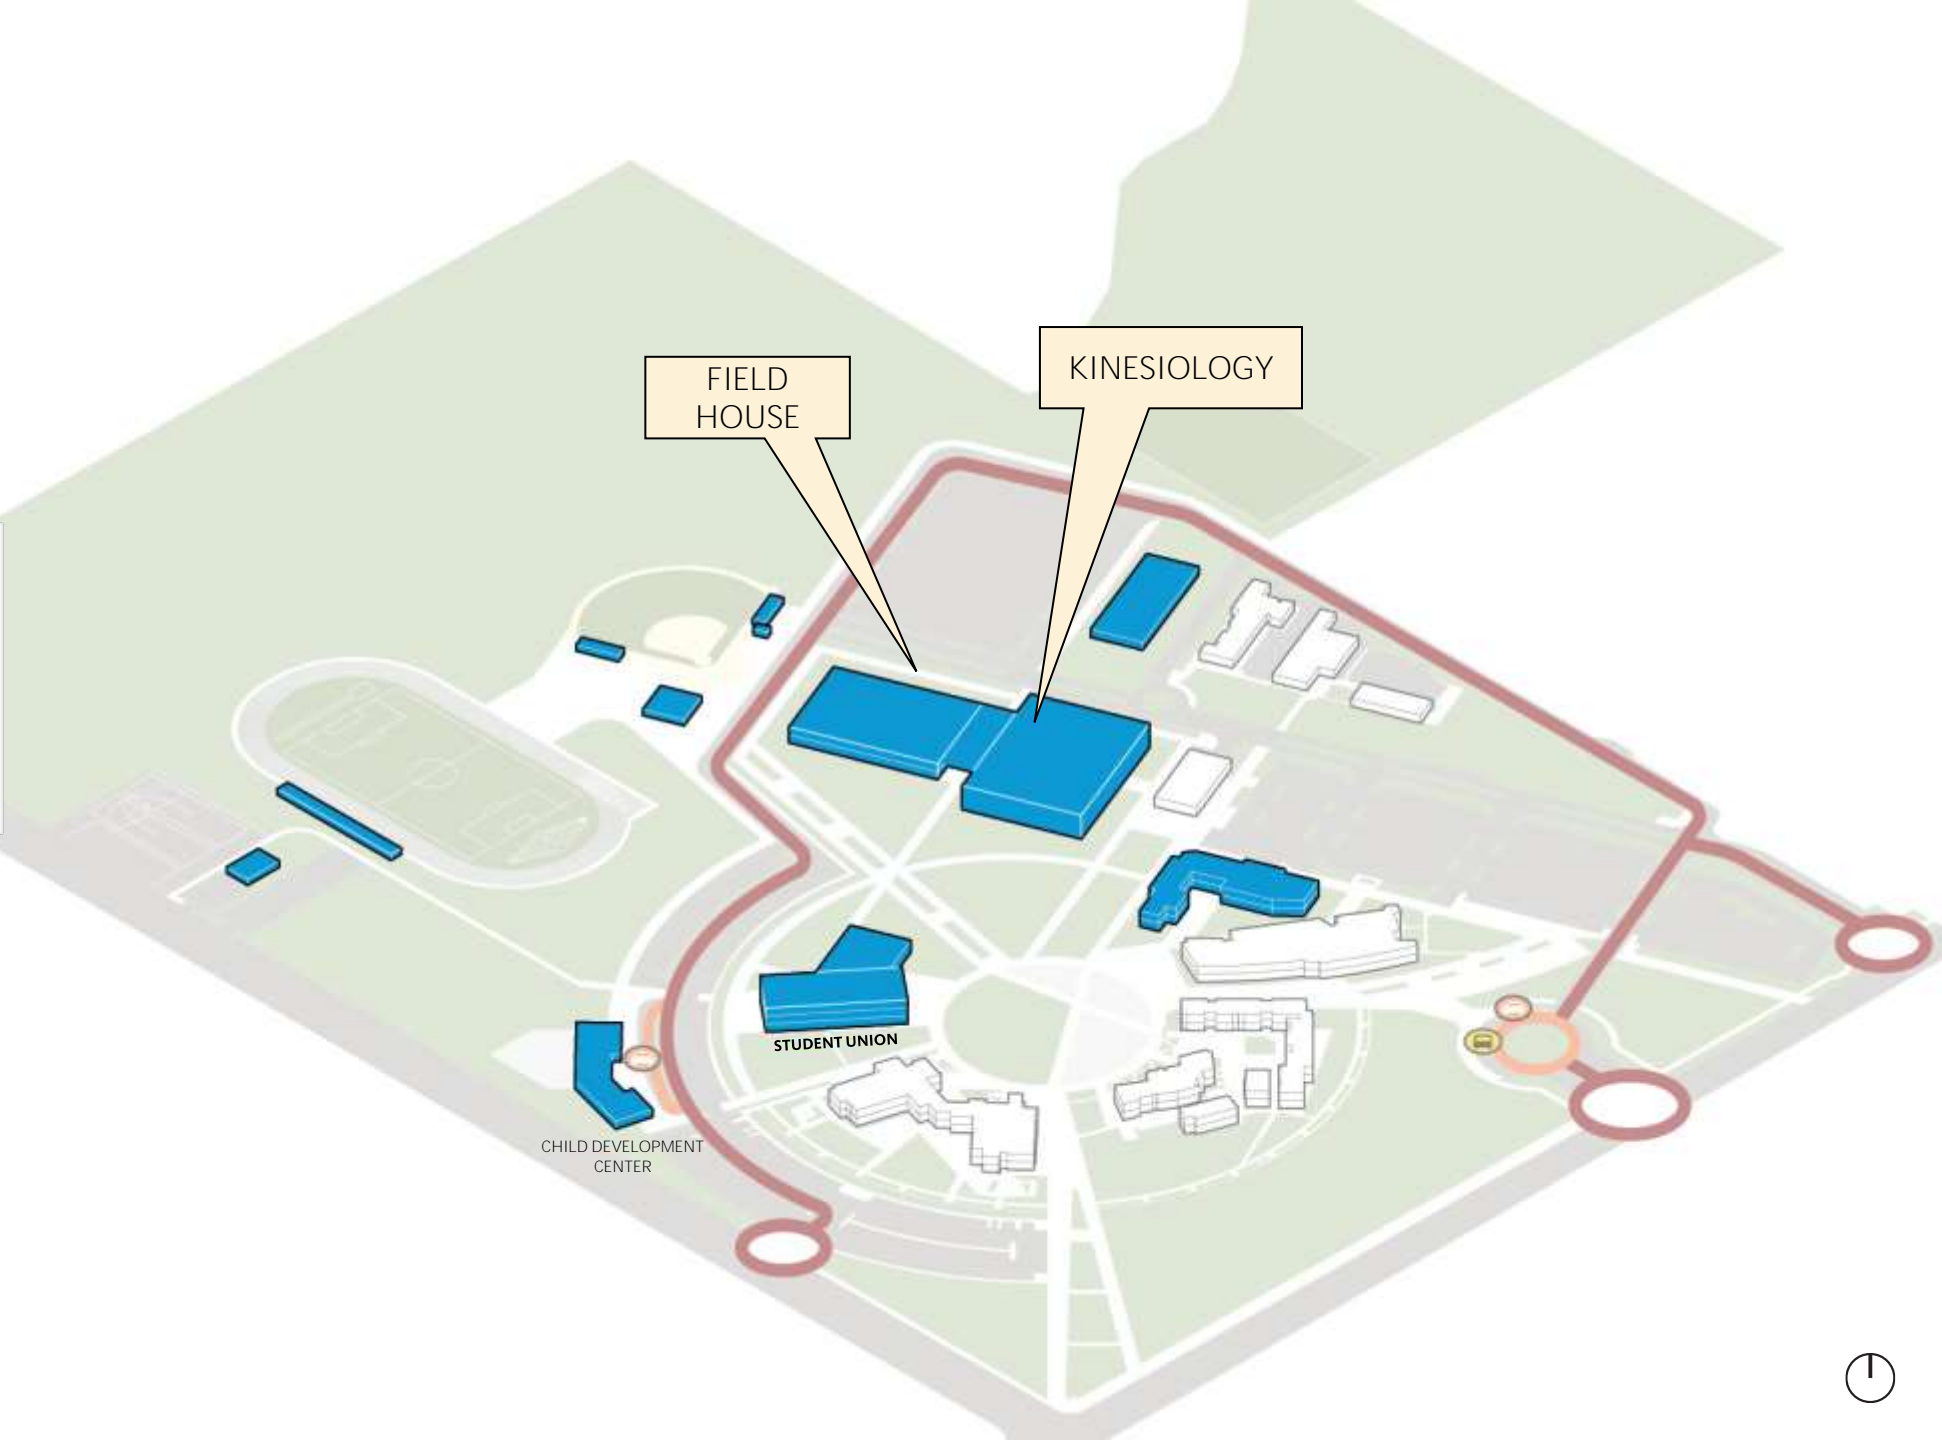 FIELD
HOUSE
KINESIOLOGY
STUDENT UNION
CHILD DEVELOPMENT
CENTER